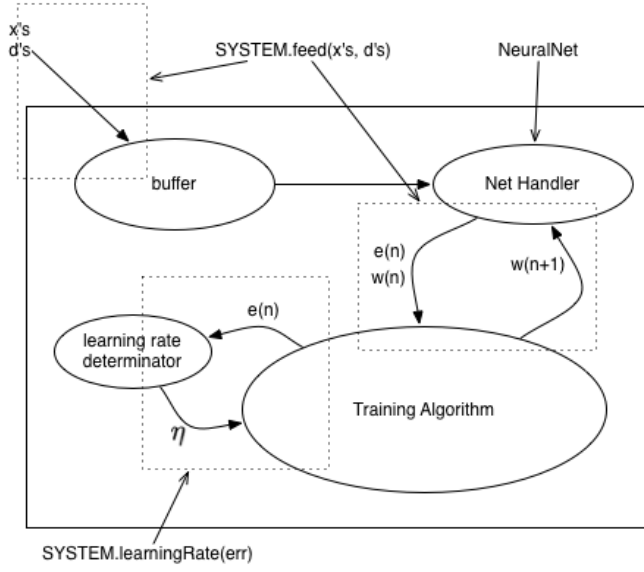 x's
d's
SYSTEM.feed(x's, d's)
NeuralNet
buffer
Net Handler
e(n)
w(n)
w(n+1)
e(n)
learning rate
determinator
Training Algorithm
η
SYSTEM.learningRate(err)